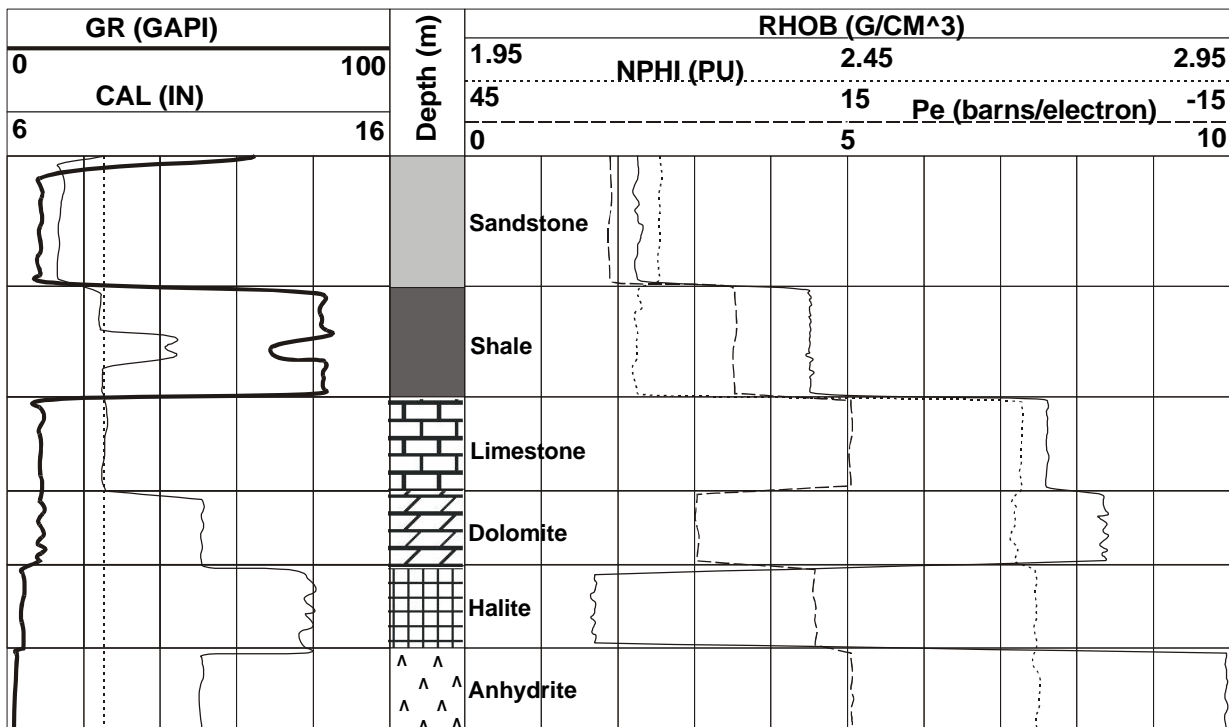 GR (GAPI)
0 100
CAL (IN)
6 16
Depth (m)
RHOB (G/CM^3)
1.95 2.45 2.95
NPHI (PU)
45 15 -15
Pe (barns/electron)
0 5 10
Sandstone
Shale
Limestone
Dolomite
Halite
Anhydrite